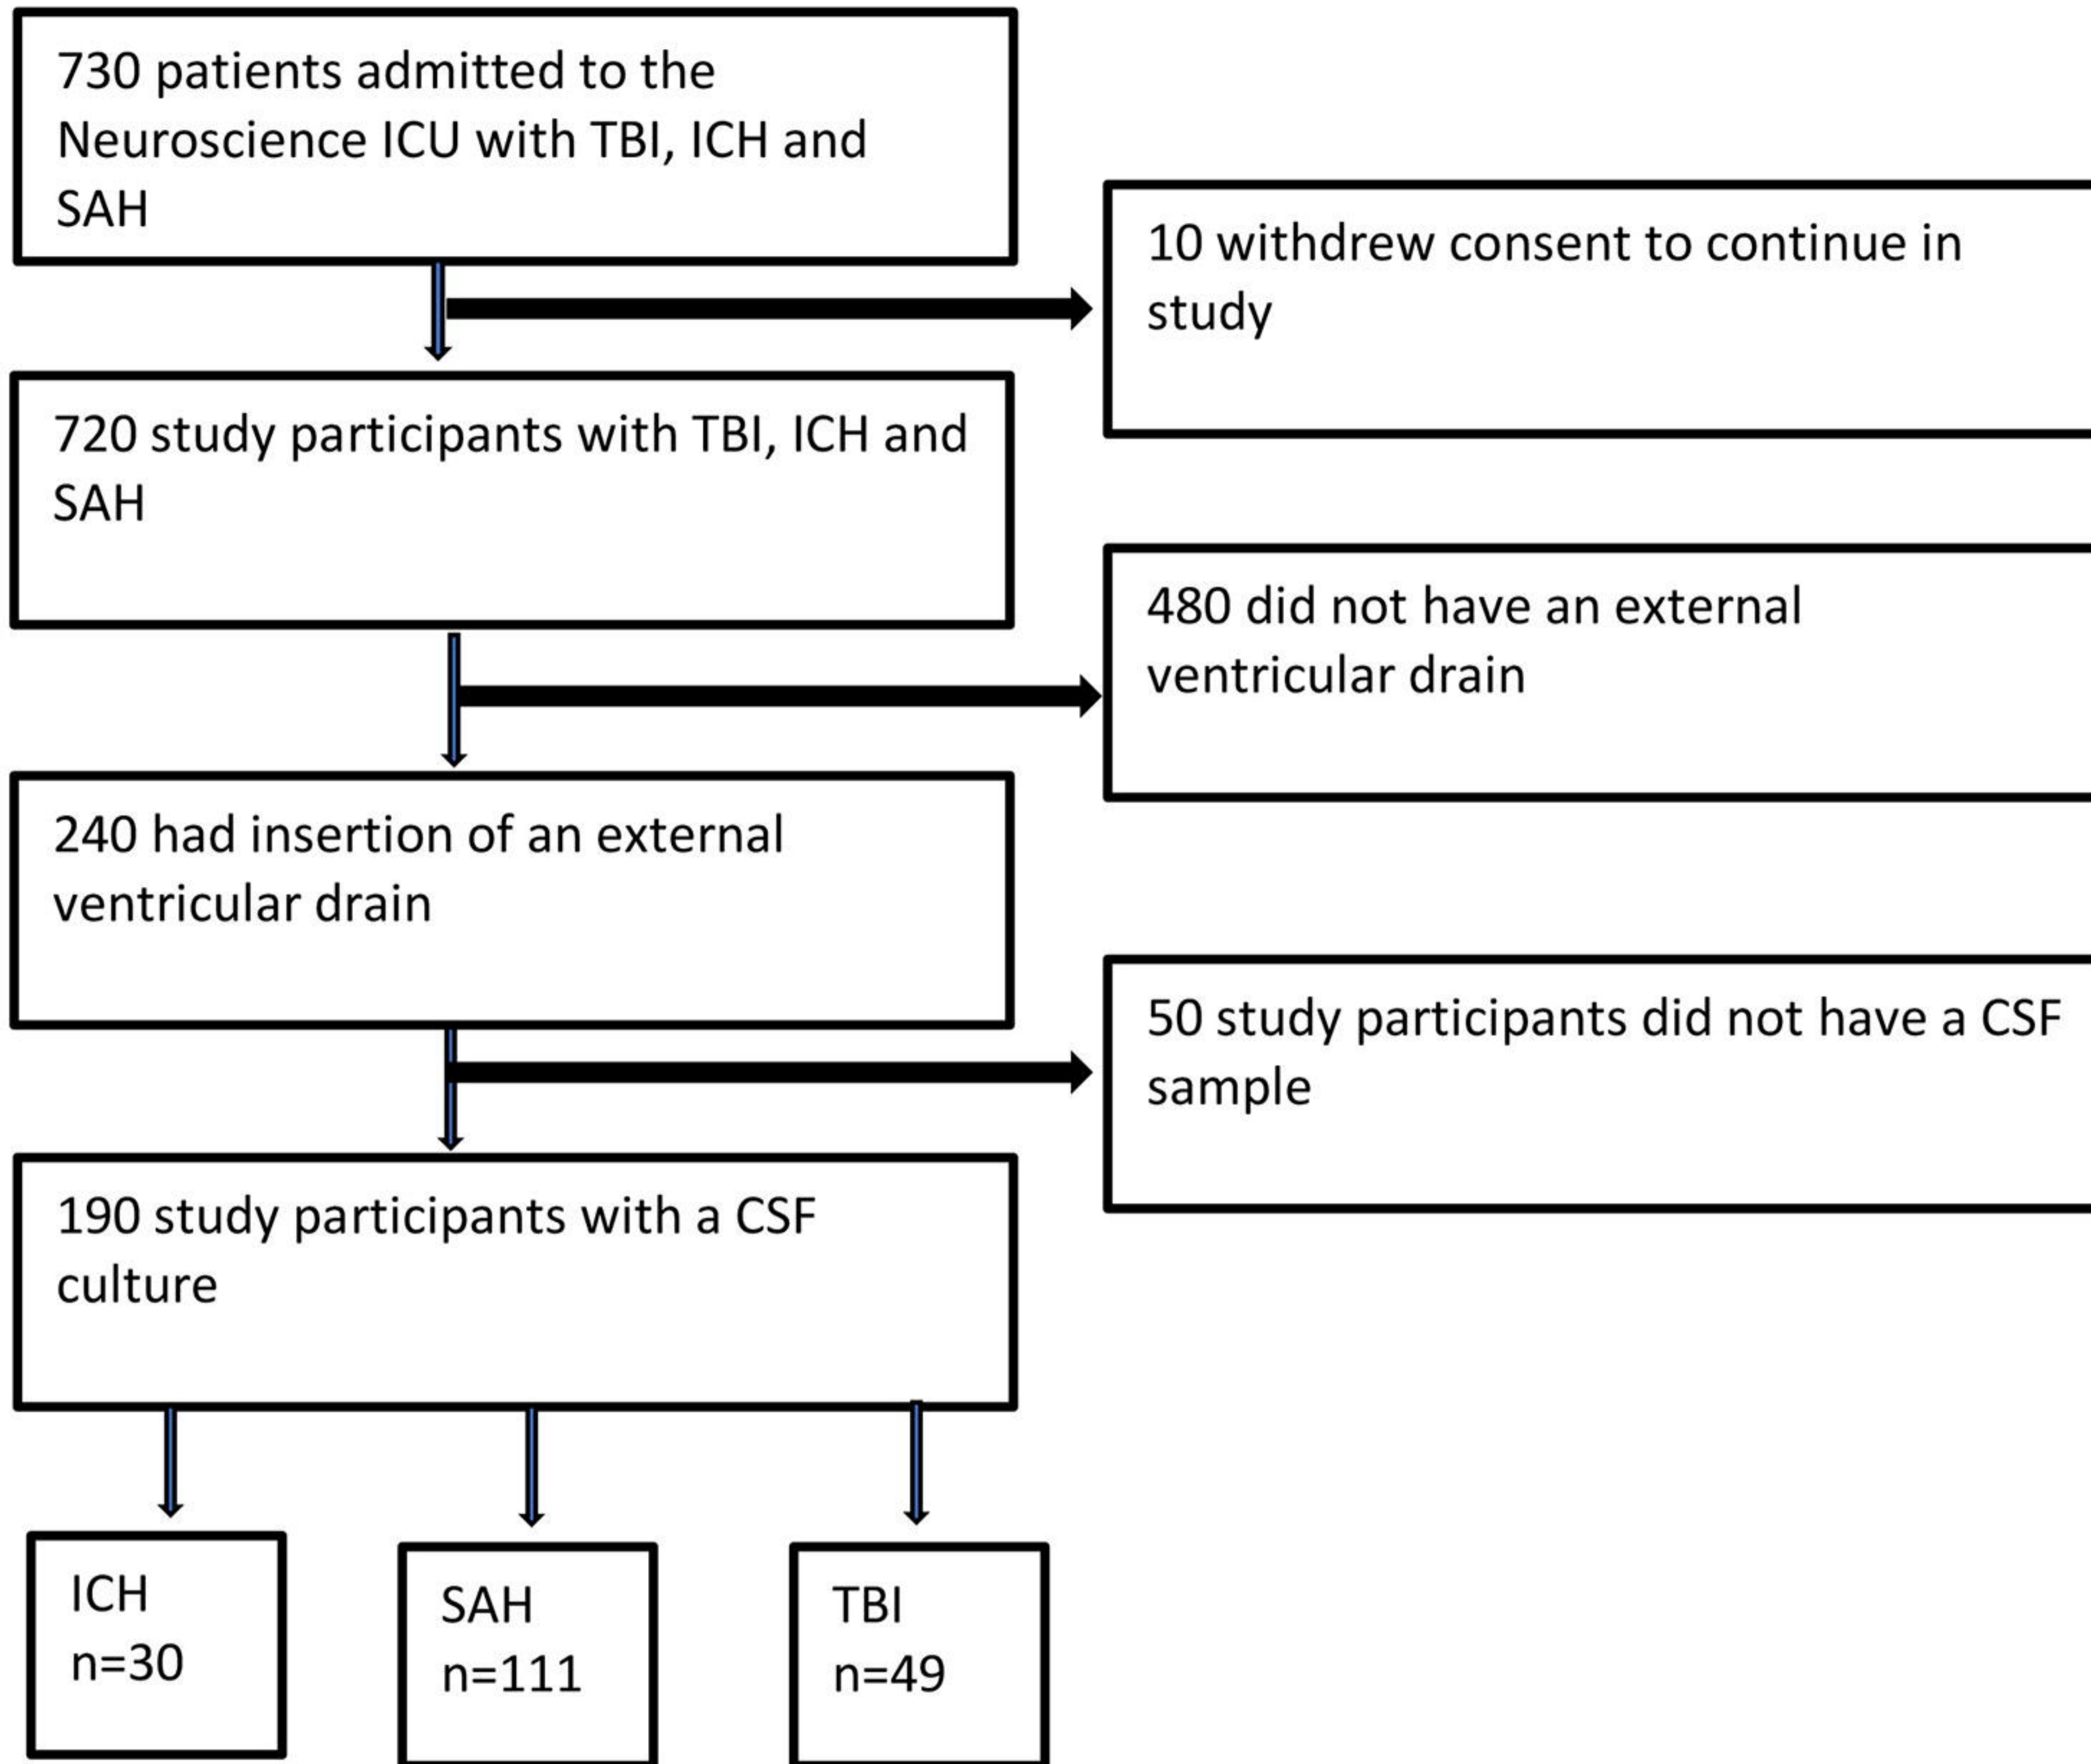 730 patients admitted to the
Neuroscience ICU with TBI, ICH and
SAH
10 withdrew consent to continue in
study
720 study participants with TBI, ICH and
SAH
480 did not have an external
ventricular drain
240 had insertion of an external
ventricular drain
50 study participants did not have a CSF
sample
190 study participants with a CSF
culture
ICH
n=30
SAH
n=111
TBI
n=49